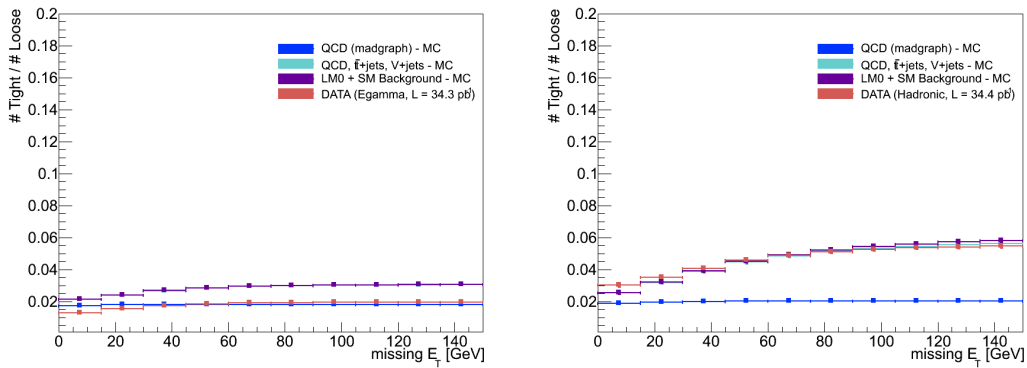 # Tight / # Loose
0.2
0.18
0.16
0.14
0.12
0.1
0.08
0.06
0.04
0.02
QCD (madgraph) - MC
QCD, tt̄+jets, V+jets - MC
LM0 + SM Background - MC
DATA (Egamma, L = 34.3 pb⁻¹)
0 20 40 60 80 100 120 140
missing E_T [GeV]
# Tight / # Loose
0.2
0.18
0.16
0.14
0.12
0.1
0.08
0.06
0.04
0.02
QCD (madgraph) - MC
QCD, tt̄+jets, V+jets - MC
LM0 + SM Background - MC
DATA (Hadronic, L = 34.4 pb⁻¹)
0 20 40 60 80 100 120 140
missing E_T [GeV]